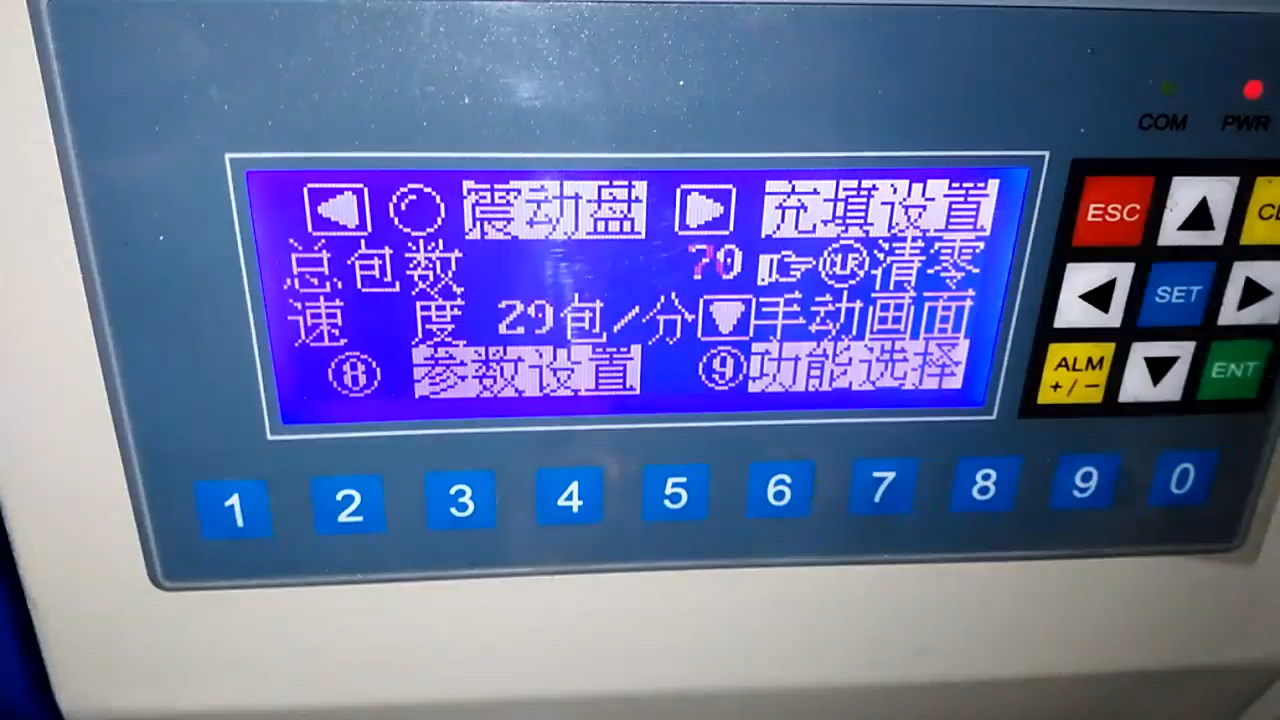 COM PWR
◀ 震动盘 ▶ 充填设置
总包数 70 清零
速 度 29包/分 ▼手动画面
⑧ 参数设置 ⑨功能选择
ESC ▲
◀ SET ▶
ALM +/- ▼ ENT
1 2 3 4 5 6 7 8 9 0